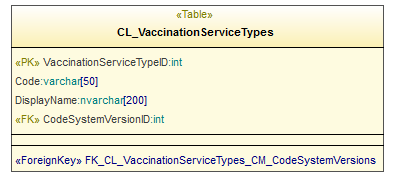 «Table»
CL_VaccinationServiceTypes
«PK» VaccinationServiceTypeID:int
Code:varchar[50]
DisplayName:nvarchar[200]
«FK» CodeSystemVersionID:int
«ForeignKey» FK_CL_VaccinationServiceTypes_CM_CodeSystemVersions